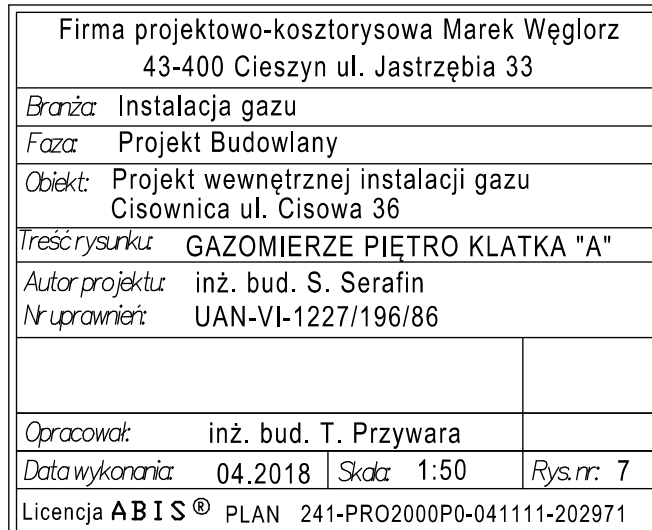 Firma projektowo-kosztorysowa Marek Węglorz
43-400 Cieszyn ul. Jastrzębia 33
Branża: Instalacja gazu
Faza: Projekt Budowlany
Obiekt: Projekt wewnętrznej instalacji gazu
Cisownica ul. Cisowa 36
Treść rysunku: GAZOMIERZE PIĘTRO KLATKA "A"
Autor projektu: inż. bud. S. Serafin
Nr uprawnień: UAN-VI-1227/196/86
Opracował: inż. bud. T. Przywara
Data wykonania: 04.2018 Skala: 1:50 Rys. nr: 7
Licencja ABIS® PLAN 241-PRO2000P0-041111-202971